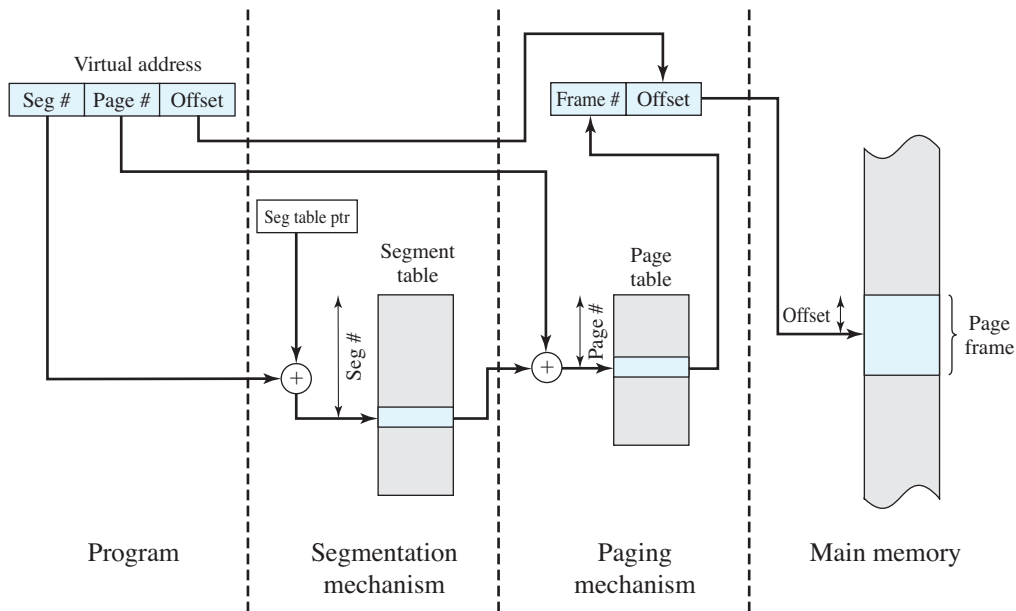 Virtual address
Seg # Page # Offset
Frame # Offset
Seg table ptr
Segment
table
Page
table
Seg #
Page #
+
+
Offset
Page
frame
Program
Segmentation
mechanism
Paging
mechanism
Main memory